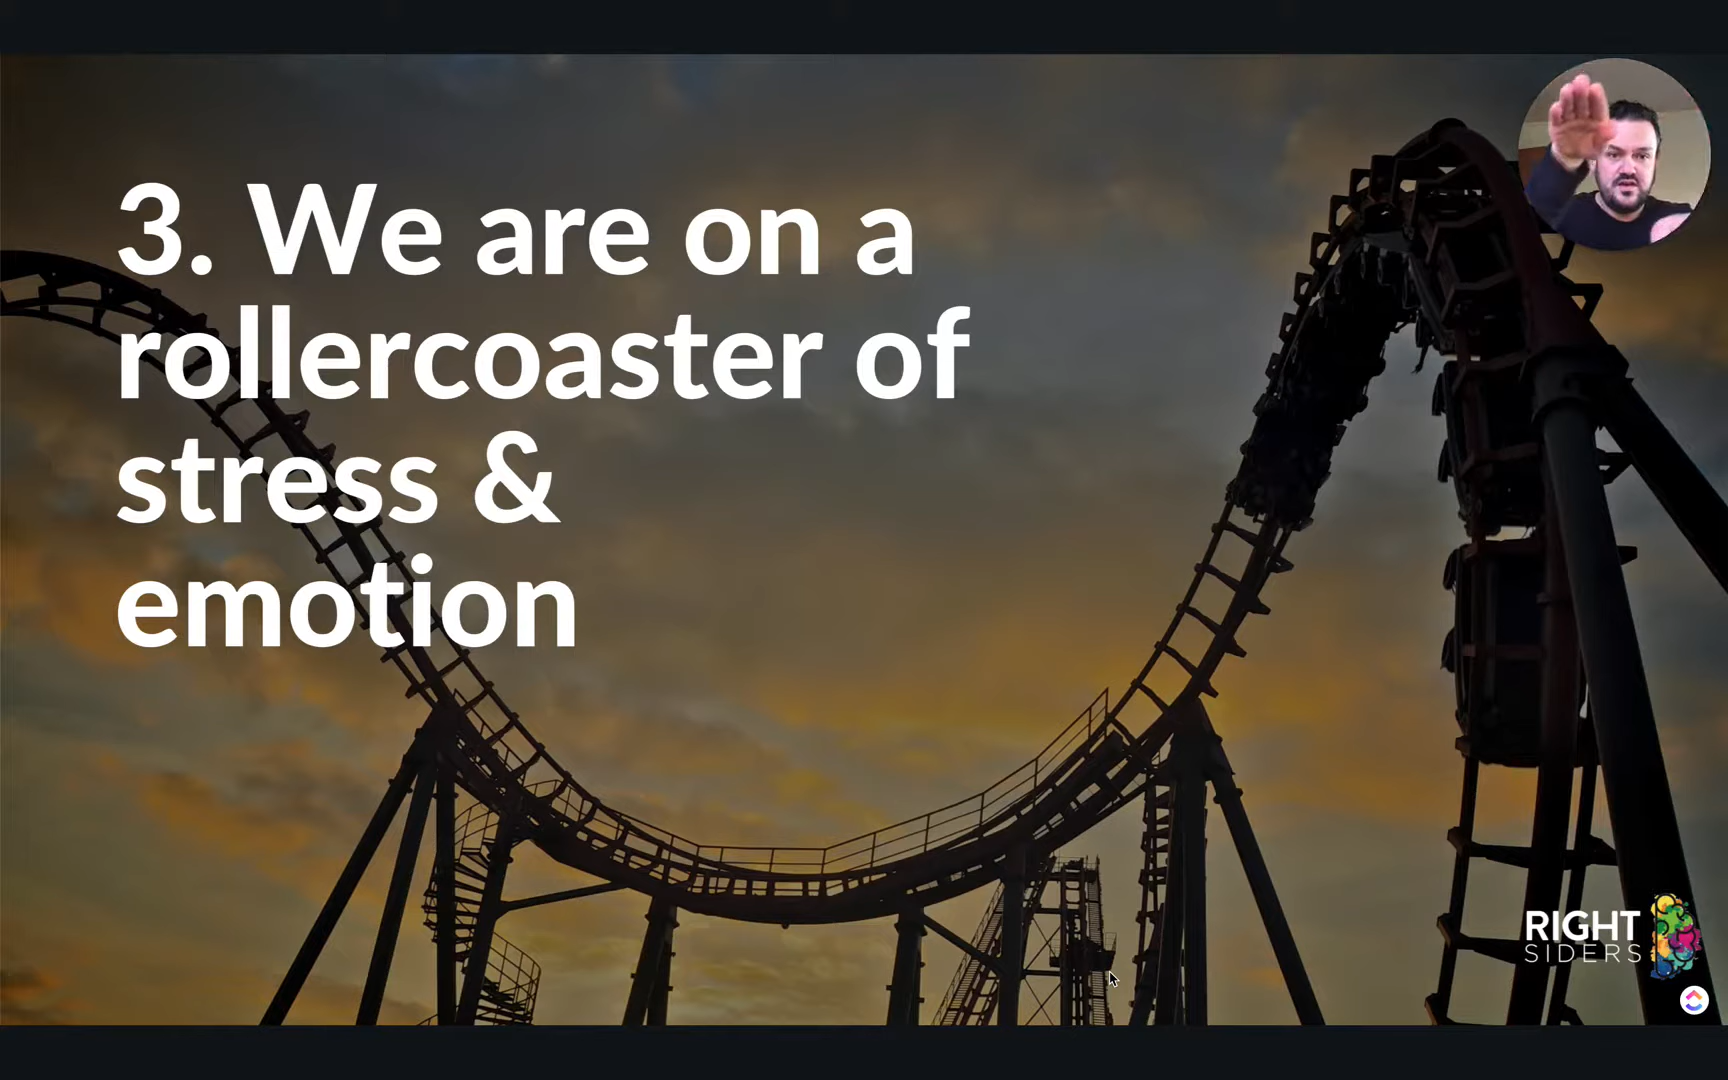 3. We are on a
rollercoaster of
stress &
emotion
RIGHT
SIDERS